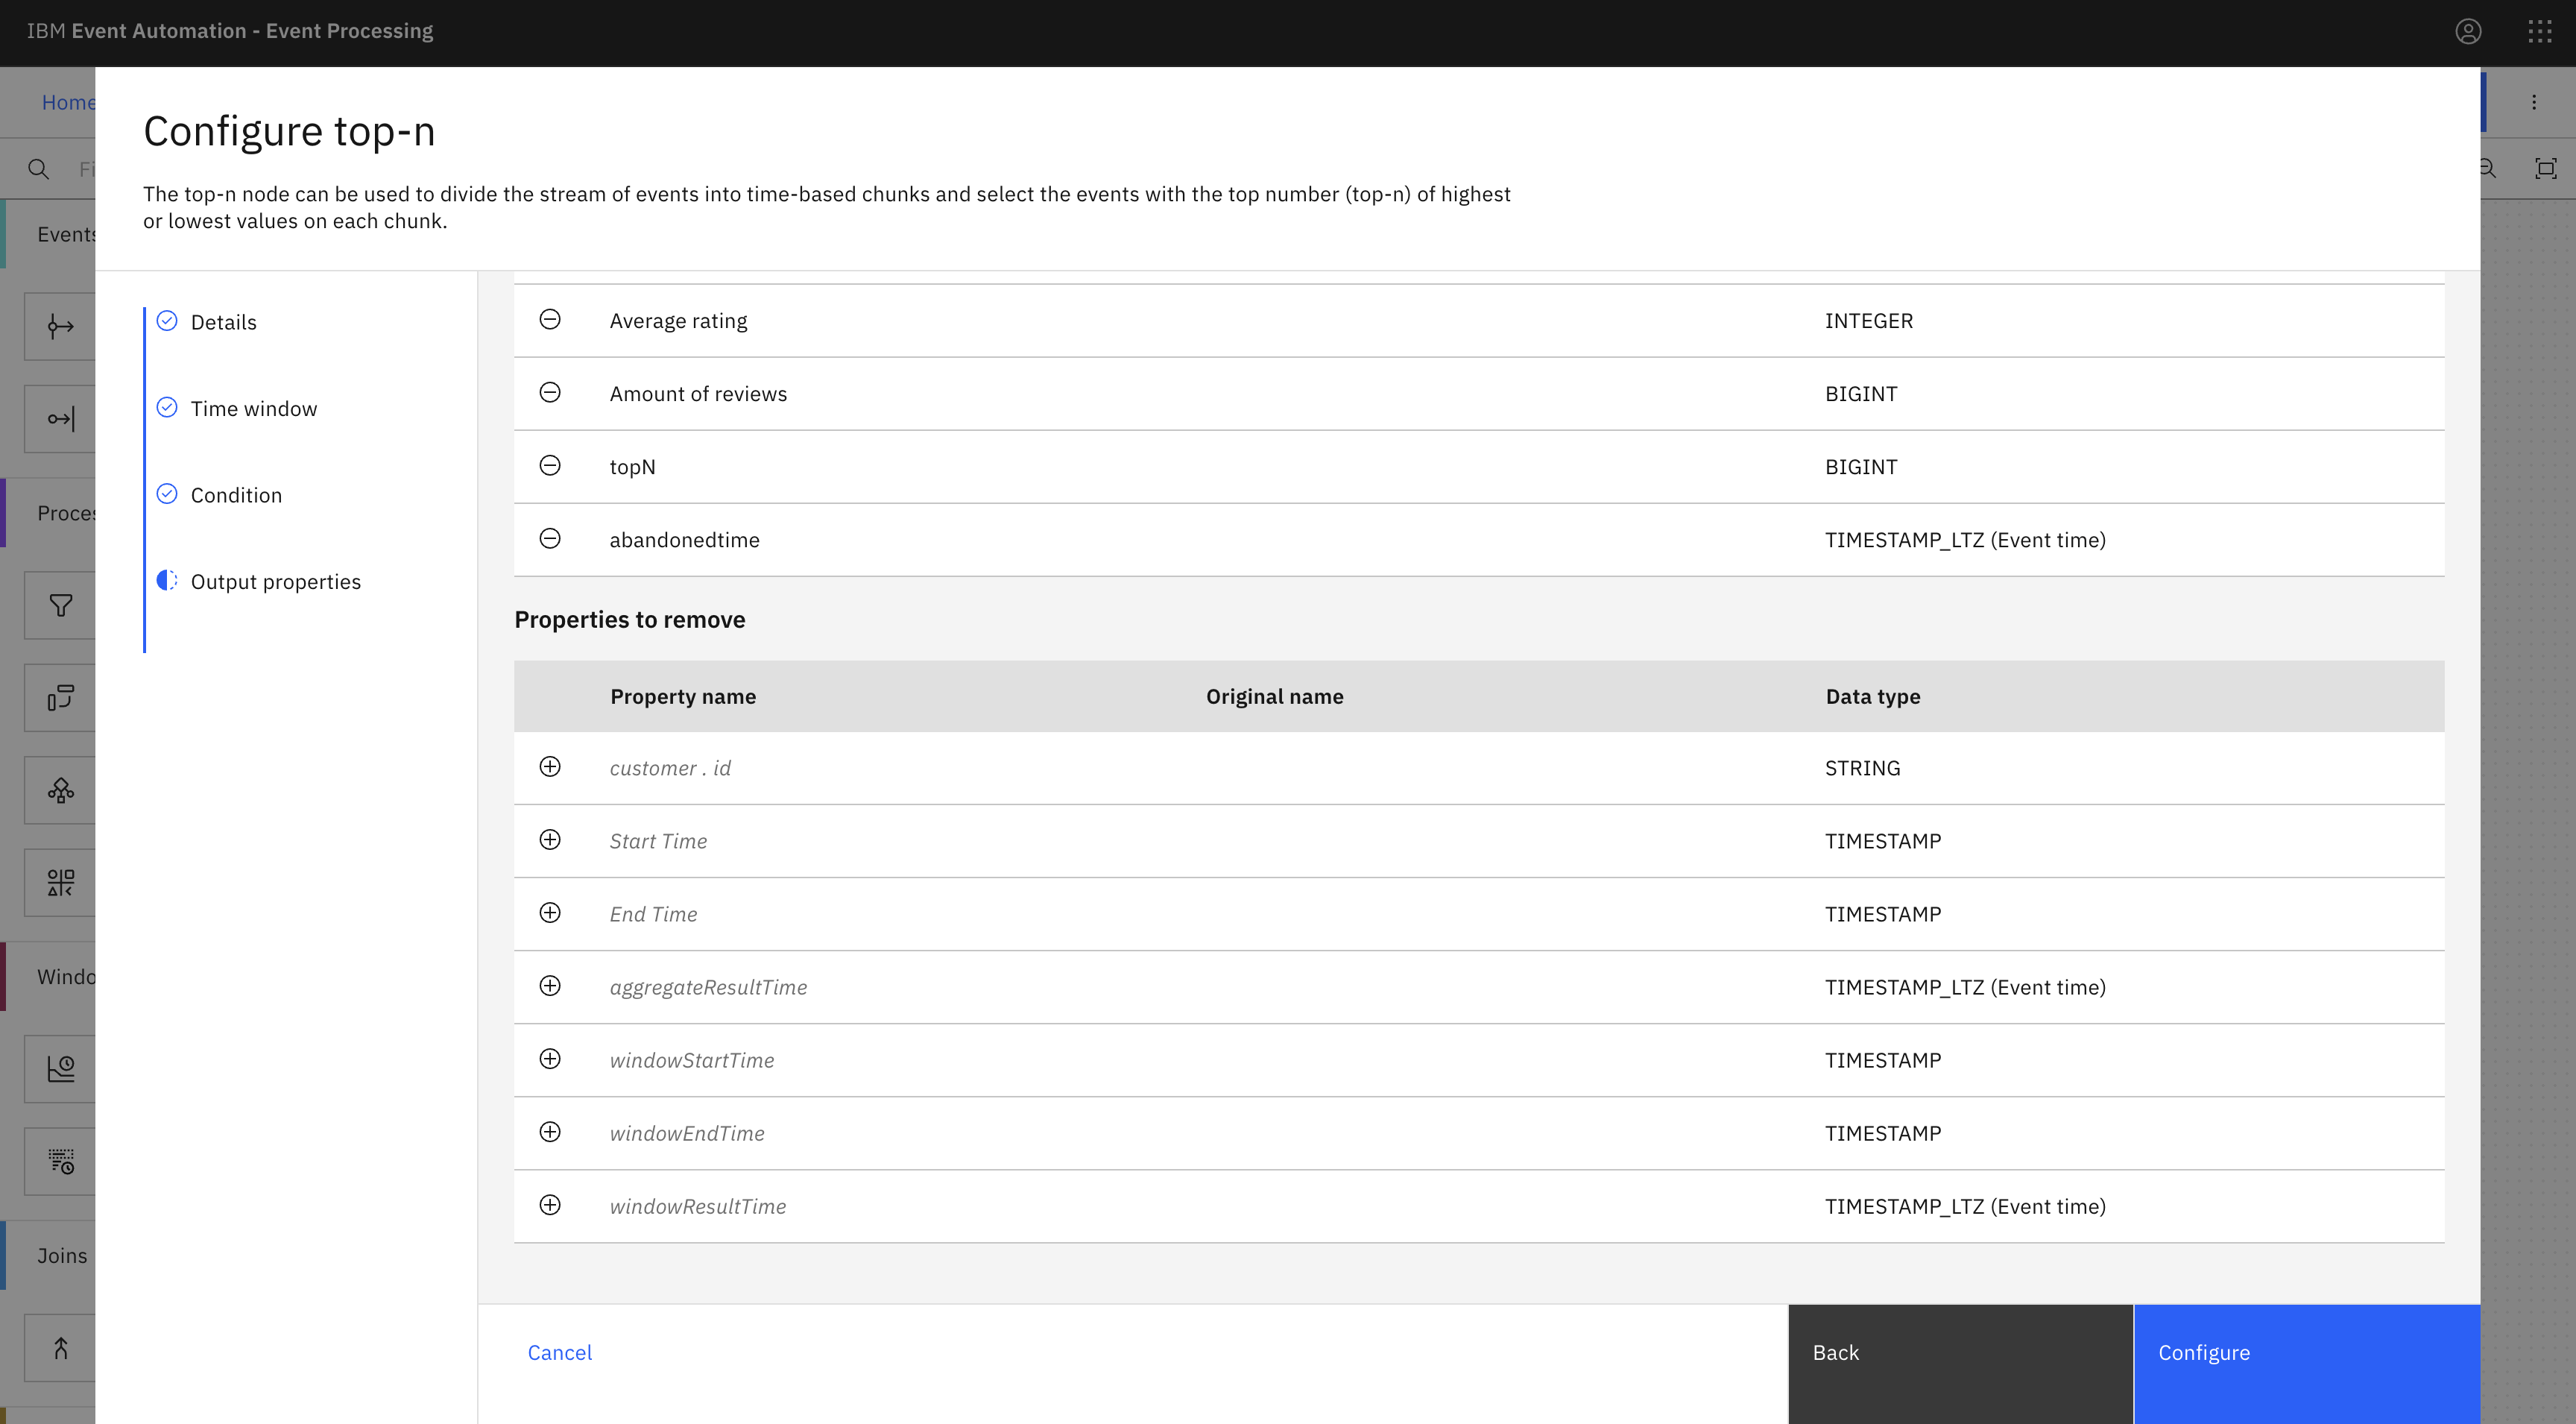 IBM Event Automation - Event Processing
Home
Configure top-n
The top-n node can be used to divide the stream of events into time-based chunks and select the events with the top number (top-n) of highest
or lowest values on each chunk.
Fi
Events
Proces
Windo
Joins
Details
Time window
Condition
Output properties
Average rating INTEGER
Amount of reviews BIGINT
topN BIGINT
abandonedtime TIMESTAMP_LTZ (Event time)
Properties to remove
Property name Original name Data type
customer . id STRING
Start Time TIMESTAMP
End Time TIMESTAMP
aggregateResultTime TIMESTAMP_LTZ (Event time)
windowStartTime TIMESTAMP
windowEndTime TIMESTAMP
windowResultTime TIMESTAMP_LTZ (Event time)
Cancel Back Configure